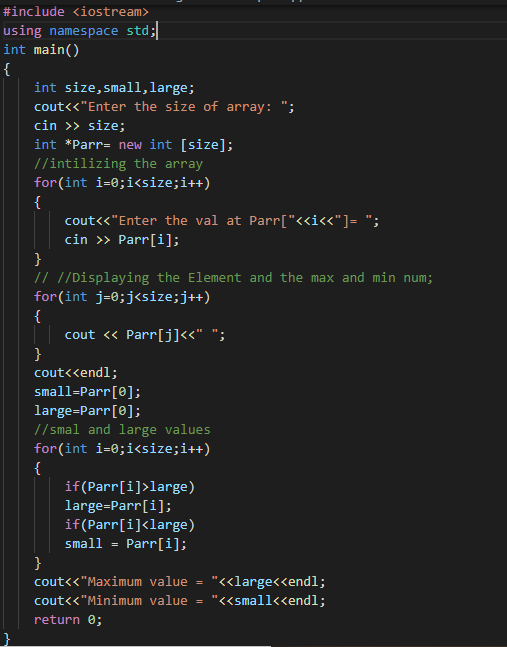 #include <iostream>
using namespace std;
int main()
{
    int size,small,large;
    cout<<"Enter the size of array: ";
    cin >> size;
    int *Parr= new int [size];
    //intilizing the array
    for(int i=0;i<size;i++)
    {
        cout<<"Enter the val at Parr["<<i<<"]= ";
        cin >> Parr[i];
    }
    // //Displaying the Element and the max and min num;
    for(int j=0;j<size;j++)
    {
        cout << Parr[j]<<" ";
    }
    cout<<endl;
    small=Parr[0];
    large=Parr[0];
    //smal and large values
    for(int i=0;i<size;i++)
    {
        if(Parr[i]>large)
        large=Parr[i];
        if(Parr[i]<large)
        small = Parr[i];
    }
    cout<<"Maximum value = "<<large<<endl;
    cout<<"Minimum value = "<<small<<endl;
    return 0;
}